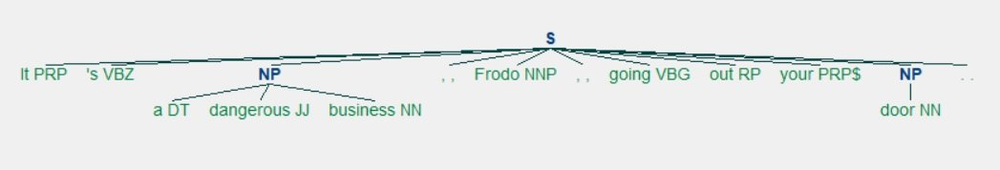 S
It PRP 's VBZ NP , , Frodo NNP , , going VBG out RP your PRP$ NP . .
a DT dangerous JJ business NN door NN